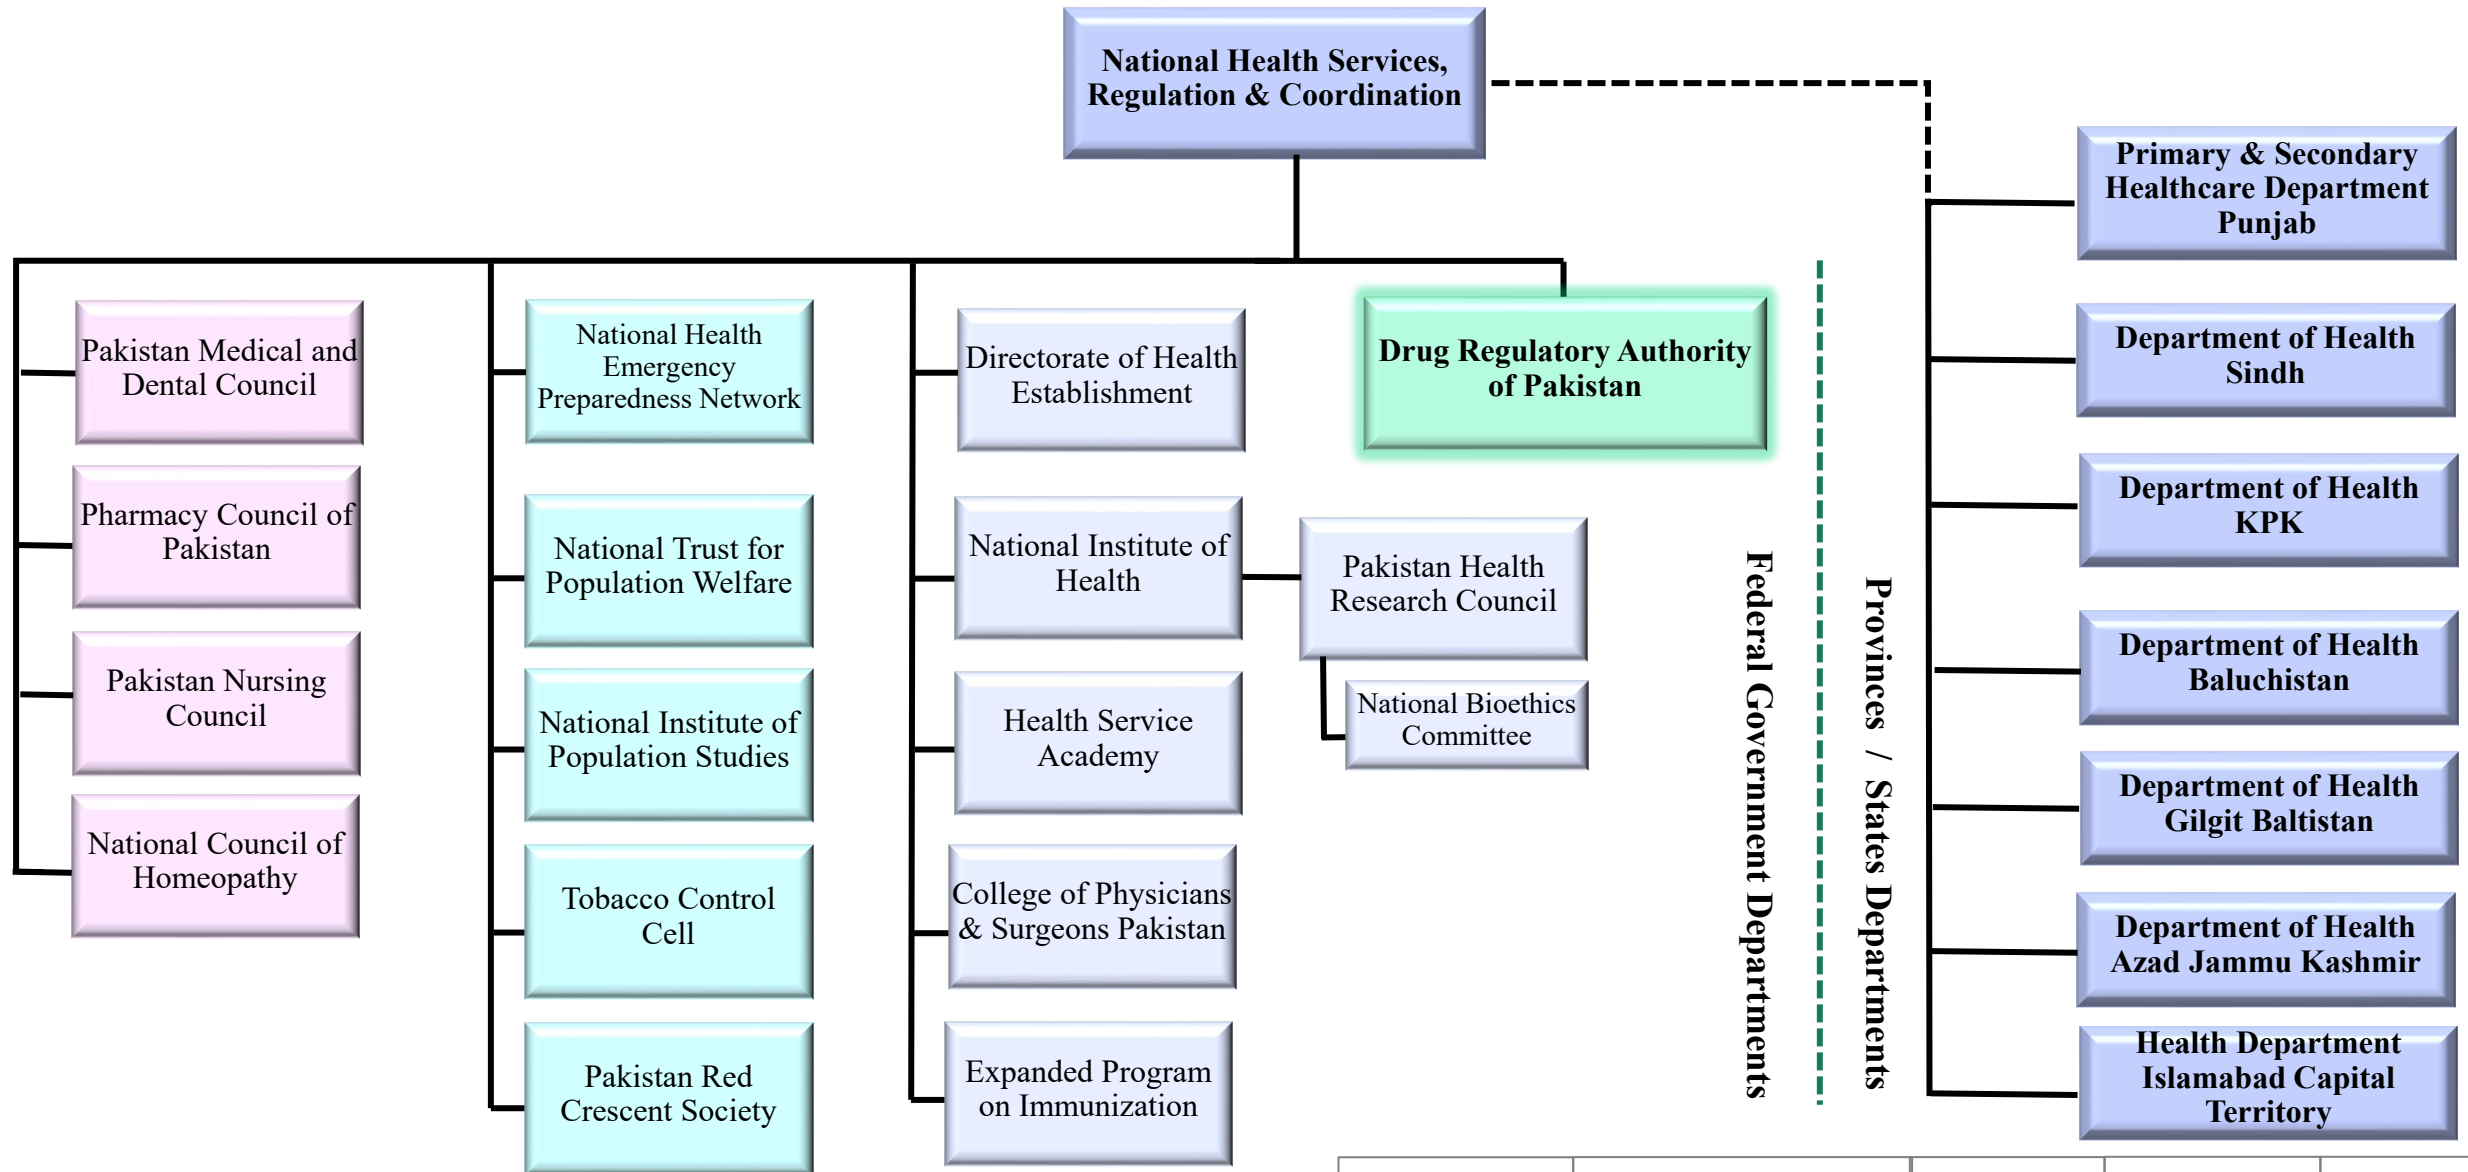 National Health Services,
Regulation & Coordination
Pakistan Medical and
Dental Council
Pharmacy Council of
Pakistan
Pakistan Nursing
Council
National Council of
Homeopathy
National Health
Emergency
Preparedness Network
National Trust for
Population Welfare
National Institute of
Population Studies
Tobacco Control
Cell
Pakistan Red
Crescent Society
Directorate of Health
Establishment
National Institute of
Health
Health Service
Academy
College of Physicians
& Surgeons Pakistan
Expanded Program
on Immunization
Pakistan Health
Research Council
National Bioethics
Committee
Drug Regulatory Authority
of Pakistan
Federal Government Departments
Provinces / States Departments
Primary & Secondary
Healthcare Department
Punjab
Department of Health
Sindh
Department of Health
KPK
Department of Health
Baluchistan
Department of Health
Gilgit Baltistan
Department of Health
Azad Jammu Kashmir
Health Department
Islamabad Capital
Territory